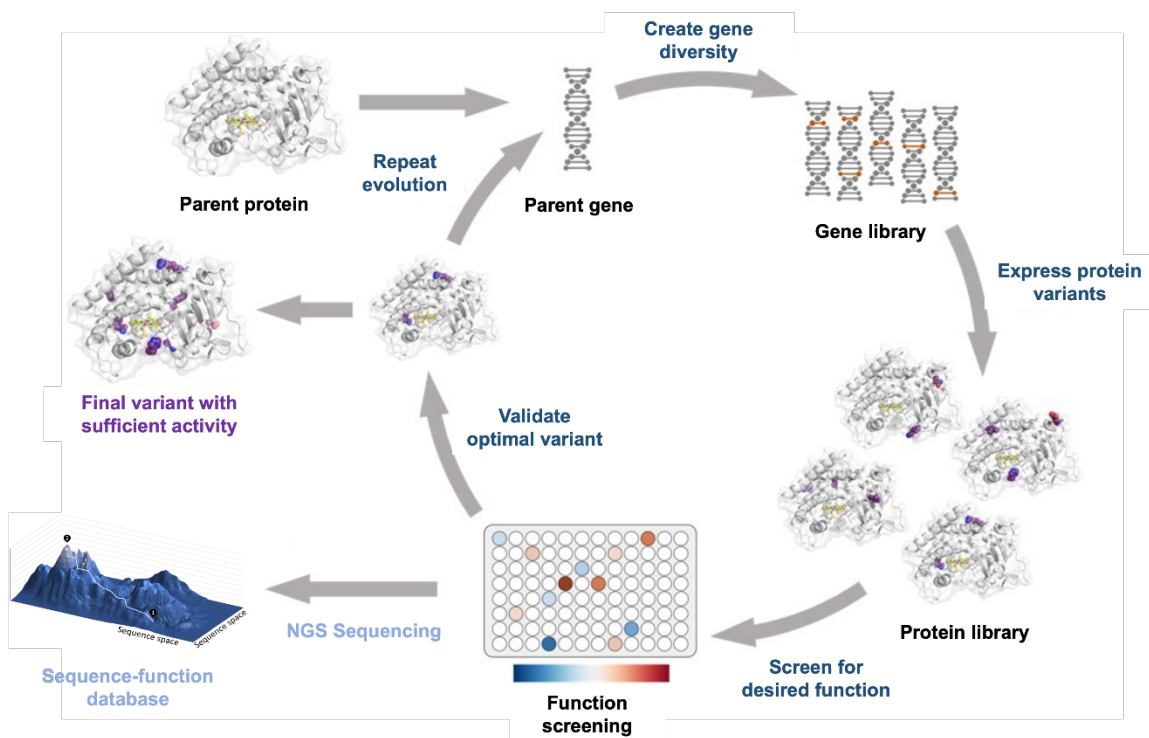 Create gene
diversity
Repeat
evolution
Parent protein
Parent gene
Gene library
Express protein
variants
Final variant with
sufficient activity
Validate
optimal variant
2
1
Sequence space
Sequence space
NGS Sequencing
Protein library
Sequence-function
database
Screen for
desired function
Function
screening